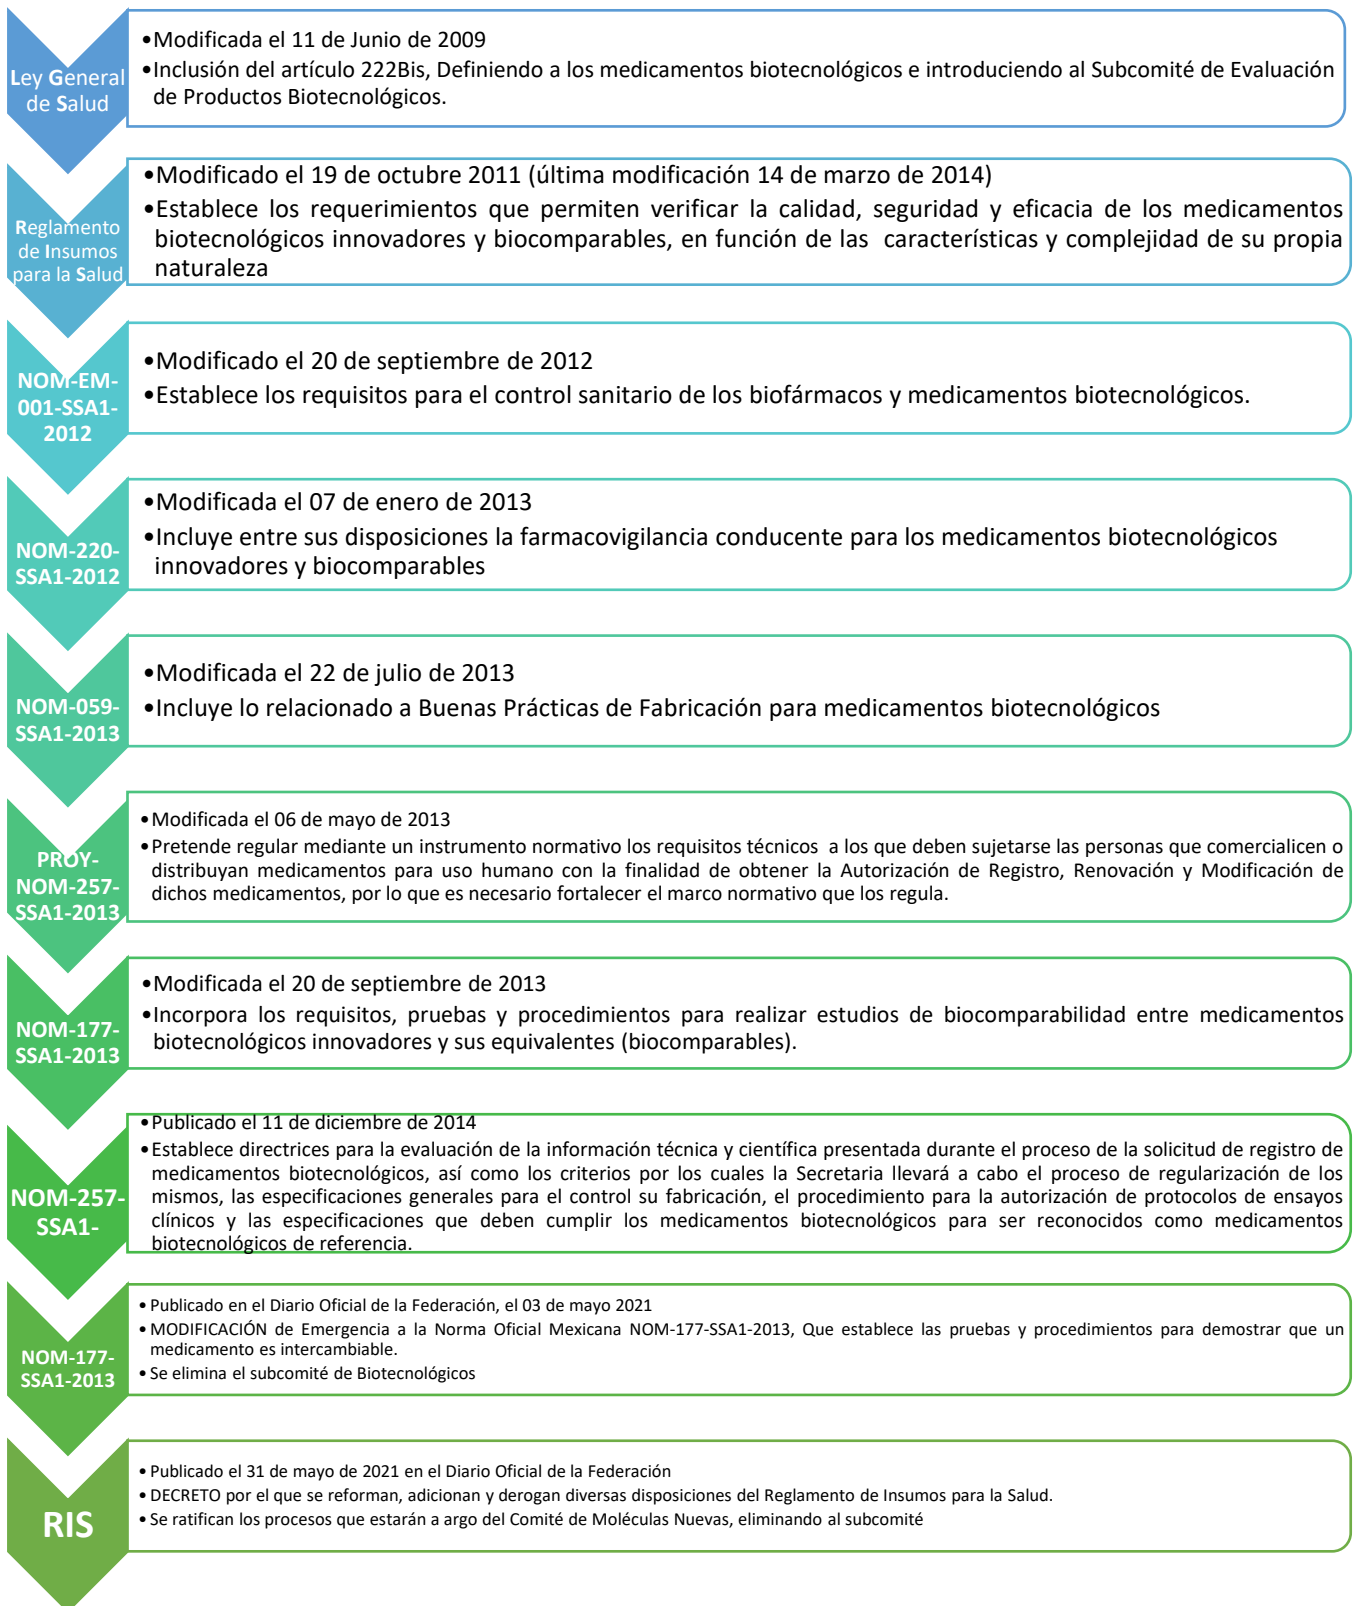 Ley General
de Salud
•Modificada el 11 de Junio de 2009
•Inclusión del artículo 222Bis, Definiendo a los medicamentos biotecnológicos e introduciendo al Subcomité de Evaluación
de Productos Biotecnológicos.
Reglamento
de Insumos
para la Salud
•Modificado el 19 de octubre 2011 (última modificación 14 de marzo de 2014)
•Establece los requerimientos que permiten verificar la calidad, seguridad y eficacia de los medicamentos
biotecnológicos innovadores y biocomparables, en función de las características y complejidad de su propia
naturaleza
NOM-EM-
001-SSA1-
2012
•Modificado el 20 de septiembre de 2012
•Establece los requisitos para el control sanitario de los biofármacos y medicamentos biotecnológicos.
NOM-220-
SSA1-2012
•Modificada el 07 de enero de 2013
•Incluye entre sus disposiciones la farmacovigilancia conducente para los medicamentos biotecnológicos
innovadores y biocomparables
NOM-059-
SSA1-2013
•Modificada el 22 de julio de 2013
•Incluye lo relacionado a Buenas Prácticas de Fabricación para medicamentos biotecnológicos
PROY-
NOM-257-
SSA1-2013
•Modificada el 06 de mayo de 2013
•Pretende regular mediante un instrumento normativo los requisitos técnicos a los que deben sujetarse las personas que comercialicen o
distribuyan medicamentos para uso humano con la finalidad de obtener la Autorización de Registro, Renovación y Modificación de
dichos medicamentos, por lo que es necesario fortalecer el marco normativo que los regula.
NOM-177-
SSA1-2013
•Modificada el 20 de septiembre de 2013
•Incorpora los requisitos, pruebas y procedimientos para realizar estudios de biocomparabilidad entre medicamentos
biotecnológicos innovadores y sus equivalentes (biocomparables).
NOM-257-
SSA1-
•Publicado el 11 de diciembre de 2014
•Establece directrices para la evaluación de la información técnica y científica presentada durante el proceso de la solicitud de registro de
medicamentos biotecnológicos, así como los criterios por los cuales la Secretaria llevará a cabo el proceso de regularización de los
mismos, las especificaciones generales para el control su fabricación, el procedimiento para la autorización de protocolos de ensayos
clínicos y las especificaciones que deben cumplir los medicamentos biotecnológicos para ser reconocidos como medicamentos
biotecnológicos de referencia.
NOM-177-
SSA1-2013
•Publicado en el Diario Oficial de la Federación, el 03 de mayo 2021
•MODIFICACIÓN de Emergencia a la Norma Oficial Mexicana NOM-177-SSA1-2013, Que establece las pruebas y procedimientos para demostrar que un
medicamento es intercambiable.
•Se elimina el subcomité de Biotecnológicos
RIS
•Publicado el 31 de mayo de 2021 en el Diario Oficial de la Federación
•DECRETO por el que se reforman, adicionan y derogan diversas disposiciones del Reglamento de Insumos para la Salud.
•Se ratifican los procesos que estarán a argo del Comité de Moléculas Nuevas, eliminando al subcomité